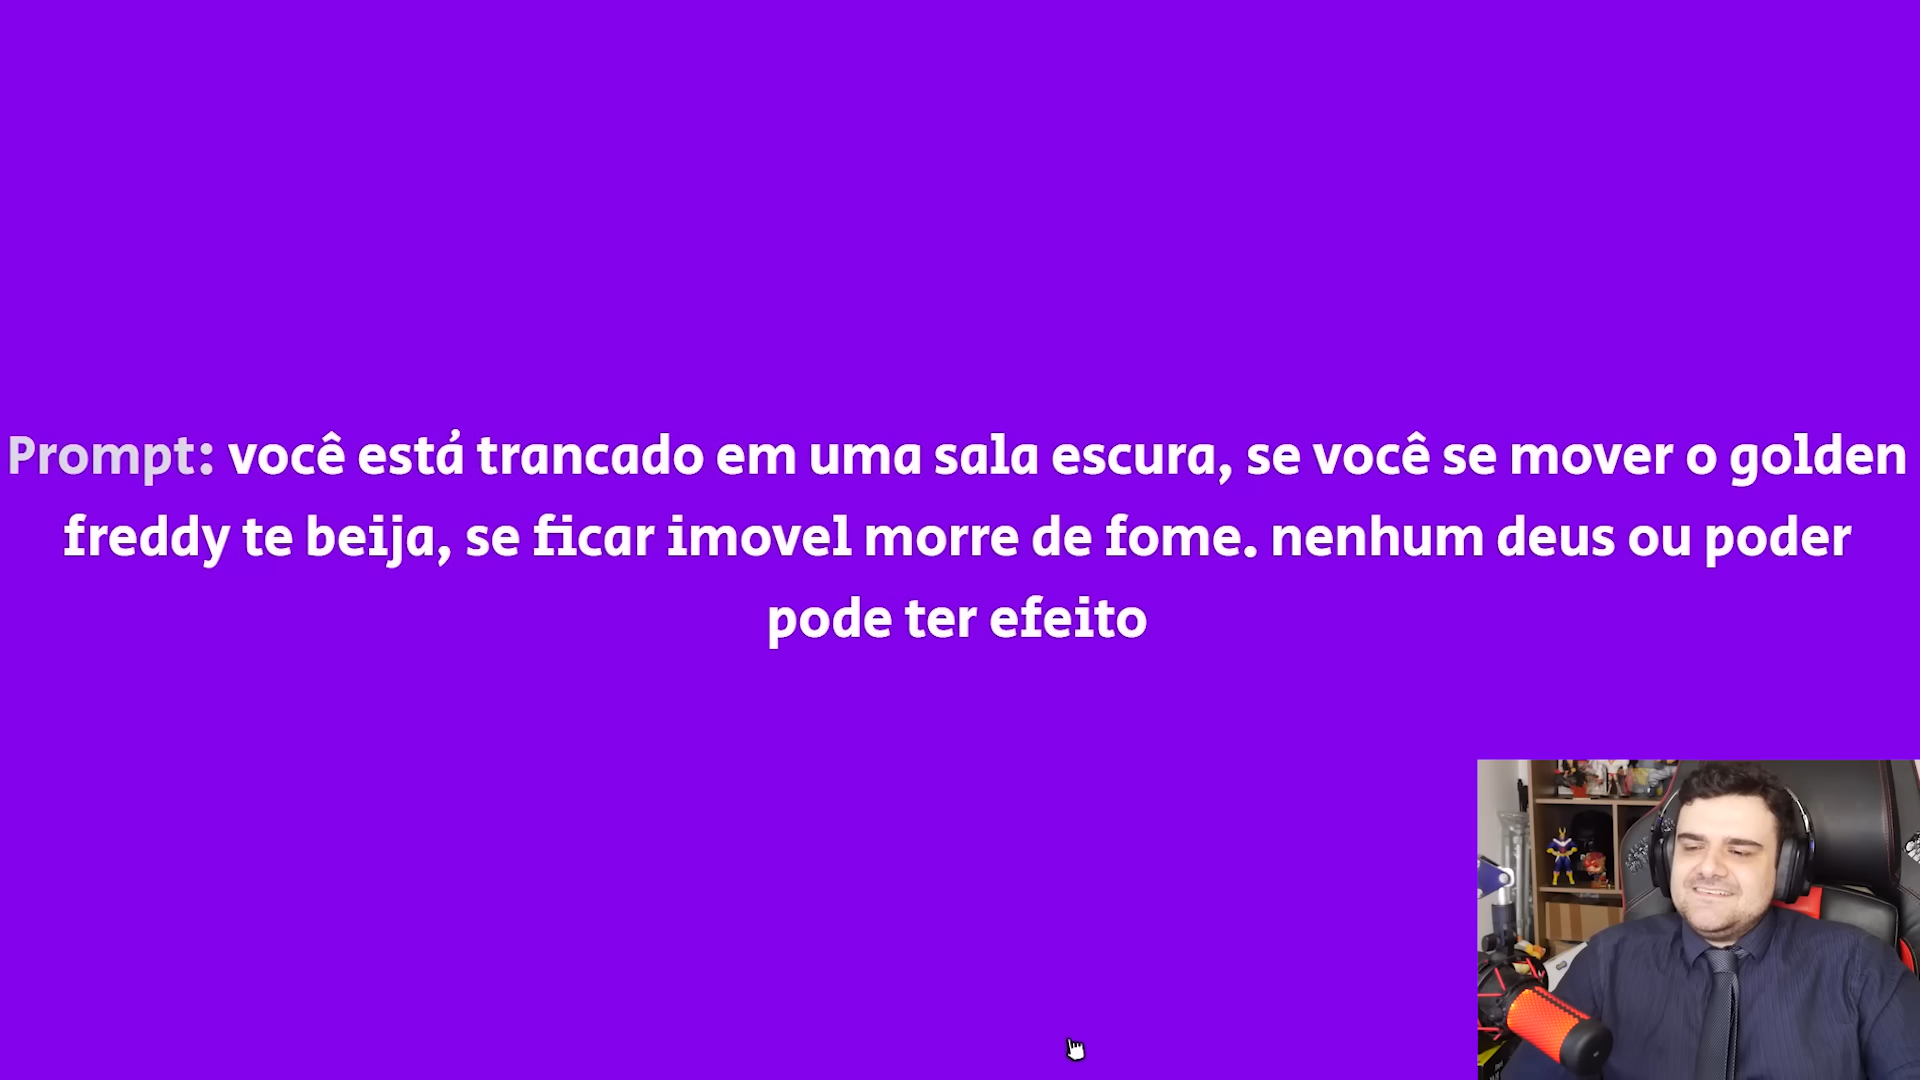 Prompt: você está trancado em uma sala escura, se você se mover o golden
freddy te beija, se ficar imovel morre de fome. nenhum deus ou poder
pode ter efeito